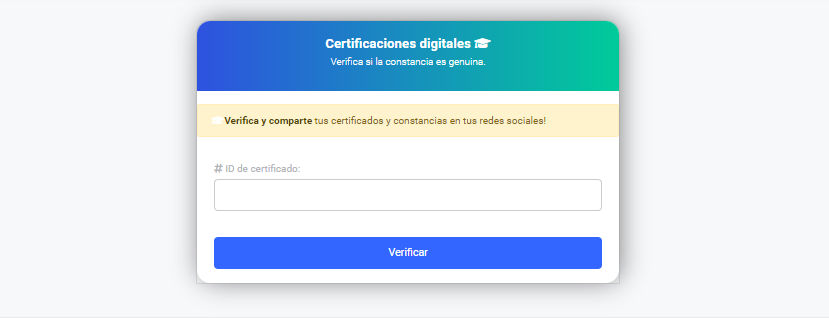 Certificaciones digitales
Verifica si la constancia es genuina.
Verifica y comparte tus certificados y constancias en tus redes sociales!
# ID de certificado:
Verificar